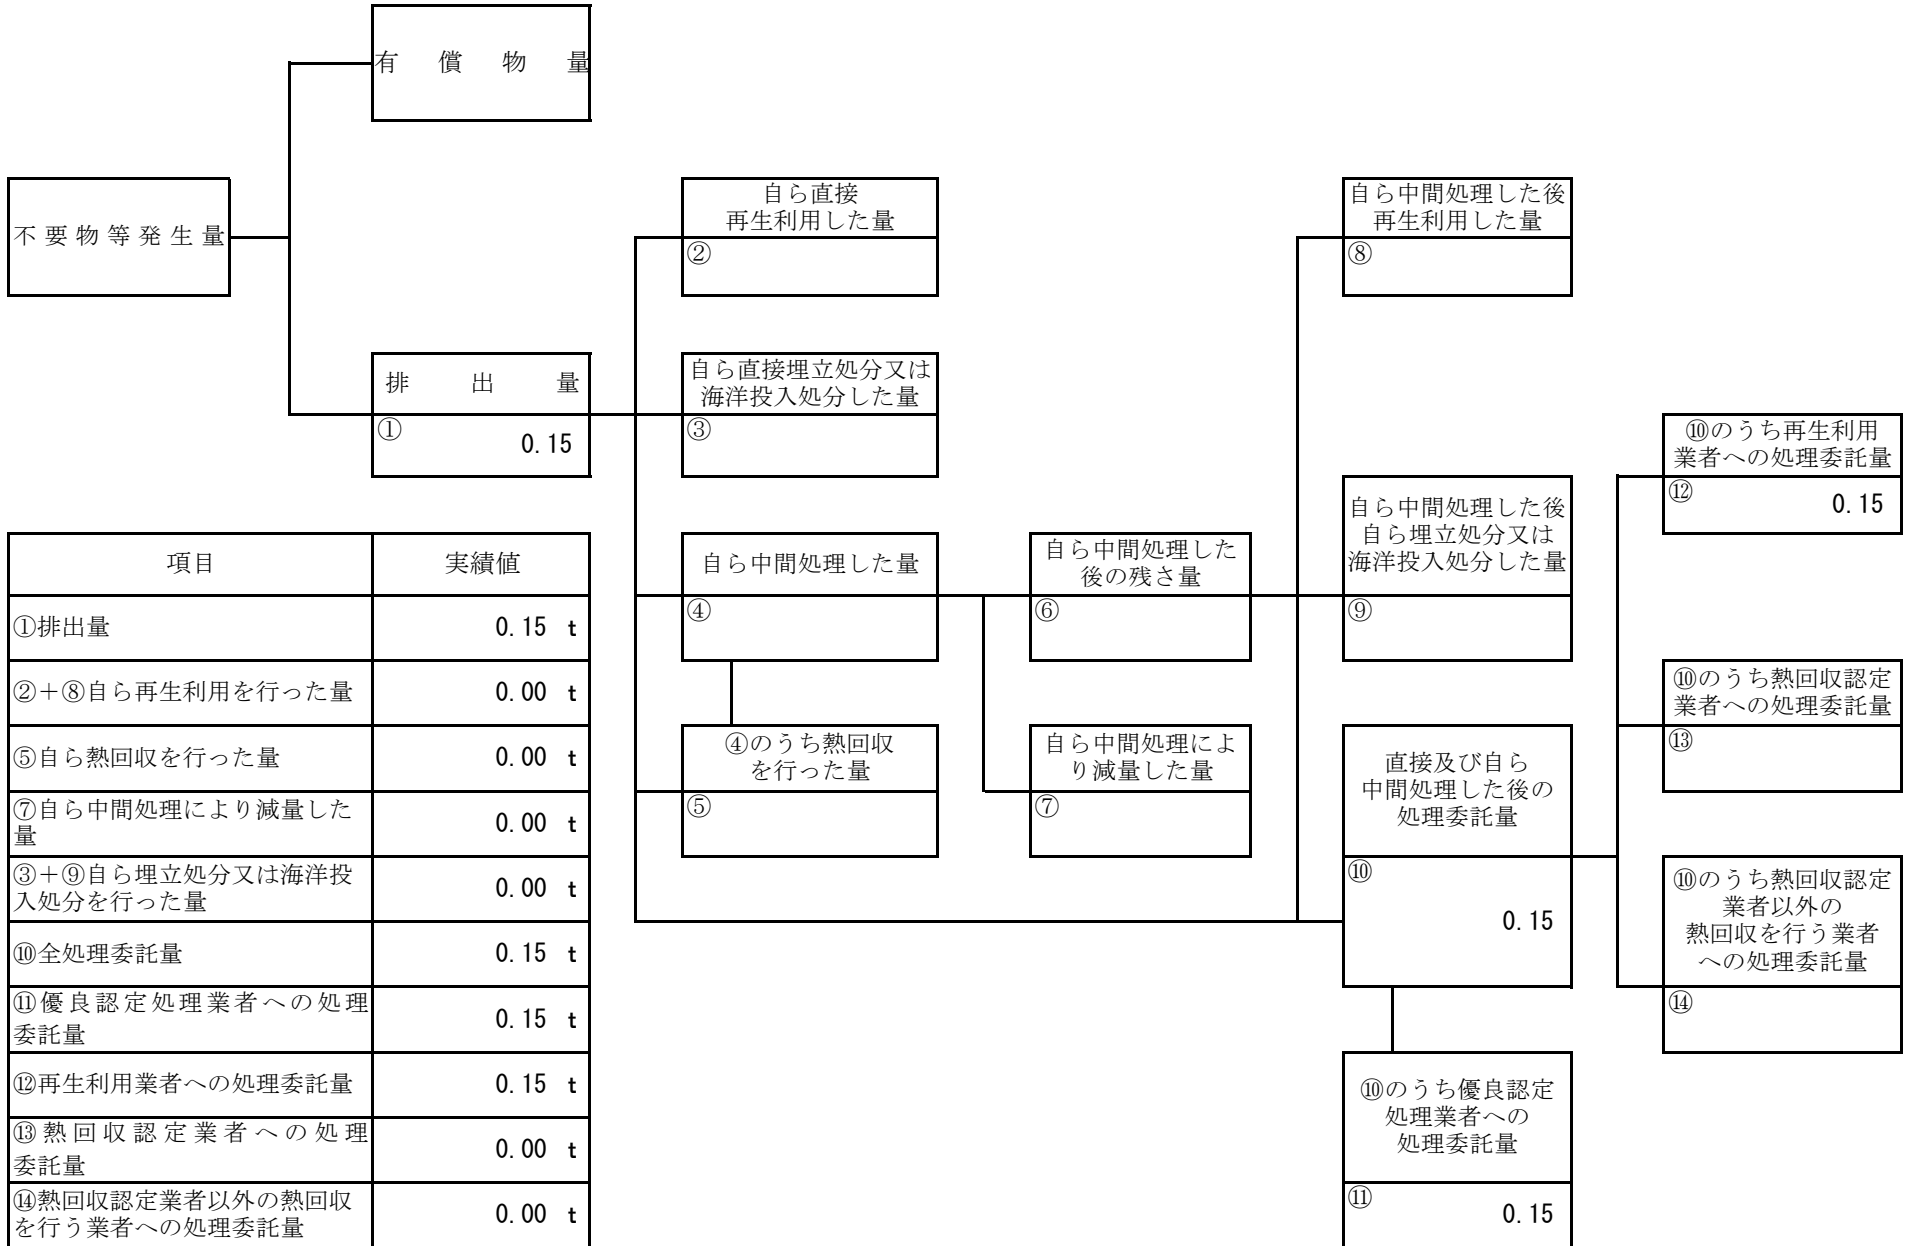 有償物量
不要物等発生量
自ら直接
再生利用した量
②
自ら中間処理した後
再生利用した量
⑧
排出量
①
0.15
自ら直接埋立処分又は
海洋投入処分した量
③
⑩のうち再生利用
業者への処理委託量
⑫
0.15
自ら中間処理した量
④
自ら中間処理した
後の残さ量
⑥
自ら中間処理した後
自ら埋立処分又は
海洋投入処分した量
⑨
⑩のうち熱回収認定
業者への処理委託量
⑬
④のうち熱回収
を行った量
⑤
自ら中間処理によ
り減量した量
⑦
直接及び自ら
中間処理した後の
処理委託量
⑩
0.15
⑩のうち熱回収認定
業者以外の
熱回収を行う業者
への処理委託量
⑭
⑩のうち優良認定
処理業者への
処理委託量
⑪
0.15
項目 実績値
①排出量 0.15 t
②+⑧自ら再生利用を行った量 0.00 t
⑤自ら熱回収を行った量 0.00 t
⑦自ら中間処理により減量した
量 0.00 t
③+⑨自ら埋立処分又は海洋投
入処分を行った量 0.00 t
⑩全処理委託量 0.15 t
⑪優良認定処理業者への処理
委託量 0.15 t
⑫再生利用業者への処理委託量 0.15 t
⑬熱回収認定業者への処理
委託量 0.00 t
⑭熱回収認定業者以外の熱回収
を行う業者への処理委託量 0.00 t